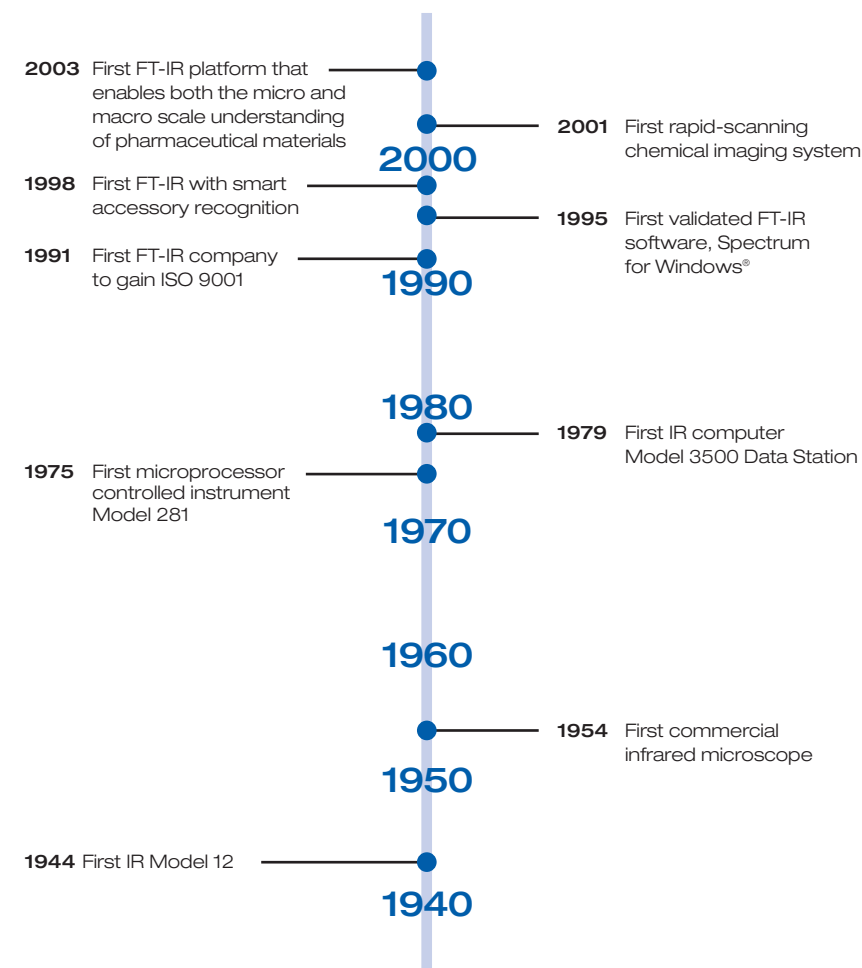 2003 First FT-IR platform that
enables both the micro and
macro scale understanding
of pharmaceutical materials
2001 First rapid-scanning
chemical imaging system
2000
1998 First FT-IR with smart
accessory recognition
1995 First validated FT-IR
software, Spectrum
for Windows®
1991 First FT-IR company
to gain ISO 9001
1990
1980
1979 First IR computer
Model 3500 Data Station
1975 First microprocessor
controlled instrument
Model 281
1970
1960
1954 First commercial
infrared microscope
1950
1944 First IR Model 12
1940